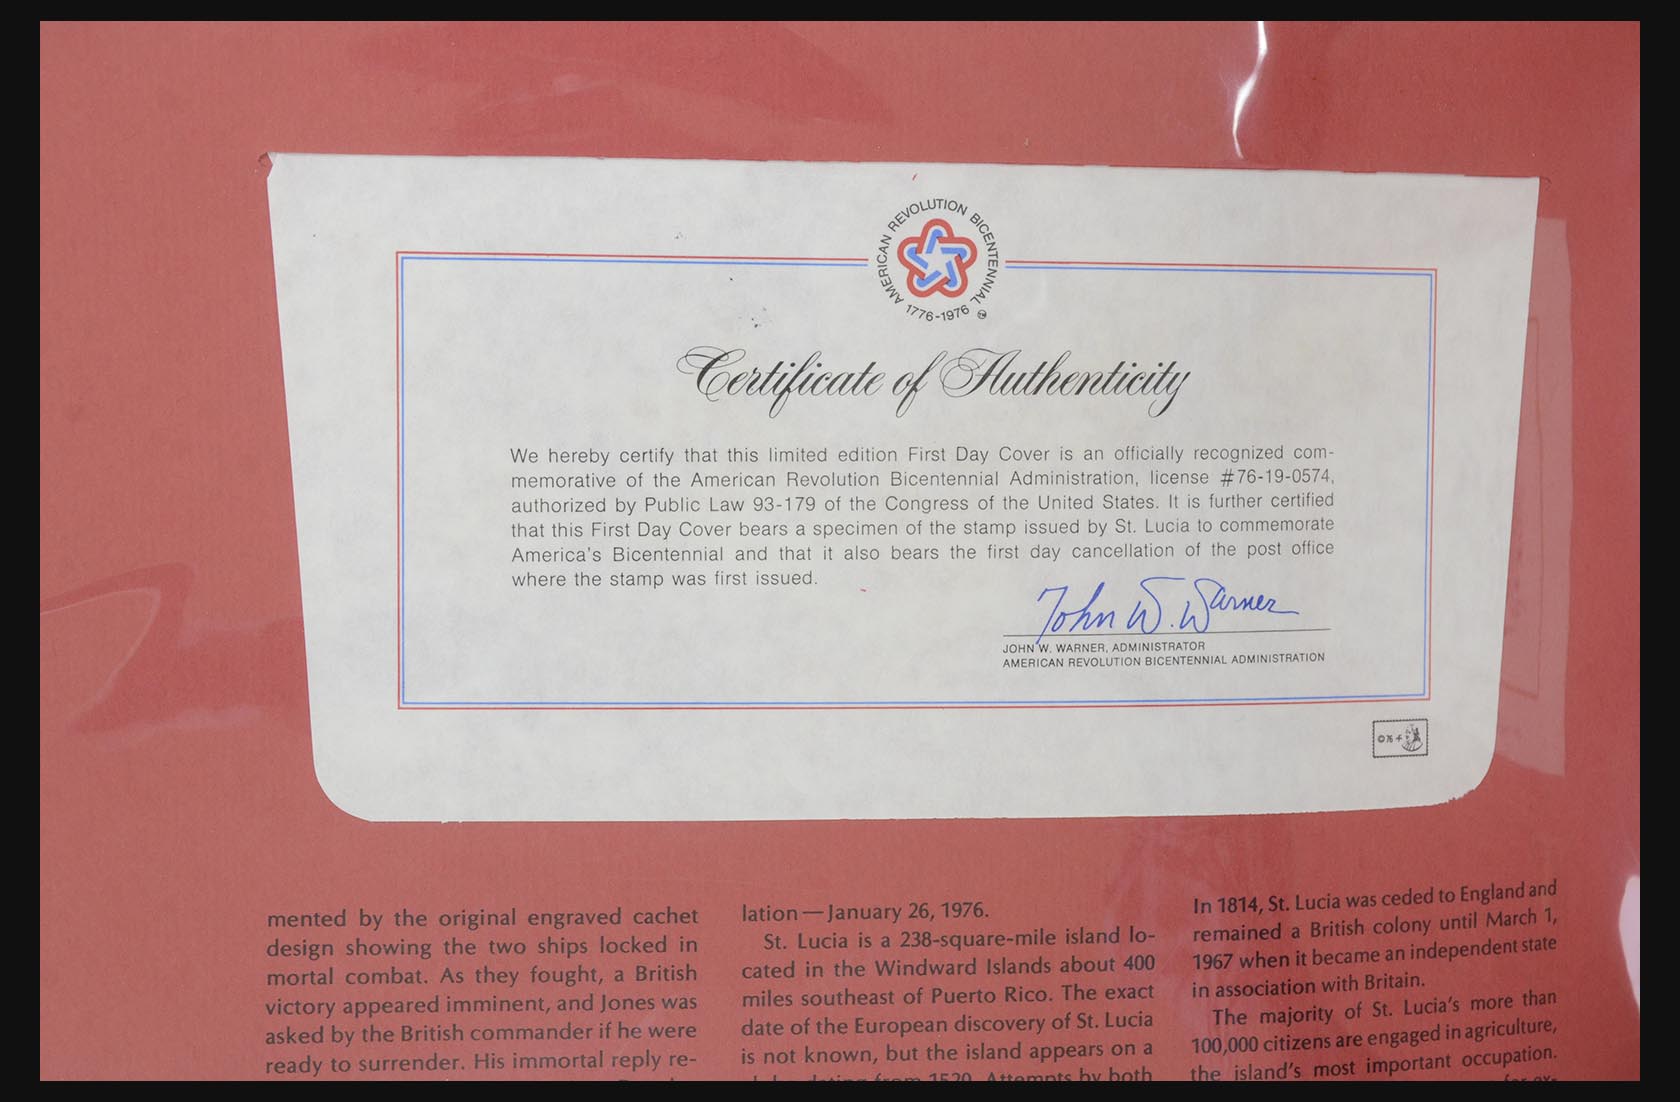 AMERICAN REVOLUTION BICENTENNIAL
1776-1976
Certificate of Authenticity
We hereby certify that this limited edition First Day Cover is an officially recognized com-
memorative of the American Revolution Bicentennial Administration, license #76-19-0574,
authorized by Public Law 93-179 of the Congress of the United States. It is further certified
that this First Day Cover bears a specimen of the stamp issued by St. Lucia to commemorate
America's Bicentennial and that it also bears the first day cancellation of the post office
where the stamp was first issued.
John W. Warner
JOHN W. WARNER, ADMINISTRATOR
AMERICAN REVOLUTION BICENTENNIAL ADMINISTRATION
mented by the original engraved cachet
design showing the two ships locked in
mortal combat. As they fought, a British
victory appeared imminent, and Jones was
asked by the British commander if he were
ready to surrender. His immortal reply re-
lation—January 26, 1976.
St. Lucia is a 238-square-mile island lo-
cated in the Windward Islands about 400
miles southeast of Puerto Rico. The exact
date of the European discovery of St. Lucia
is not known, but the island appears on a
dating from 1520. Attempts by both
In 1814, St. Lucia was ceded to England and
remained a British colony until March 1,
1967 when it became an independent state
in association with Britain.
The majority of St. Lucia's more than
100,000 citizens are engaged in agriculture,
the island's most important occupation.